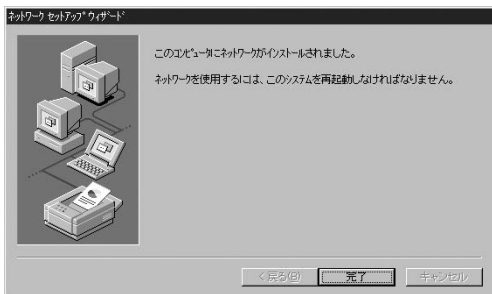 ﾈｯﾄﾜｰｸ ｾｯﾄｱｯﾌﾟ ｳｨｻﾞｰﾄﾞ
このｺﾝﾋﾟｭｰﾀにﾈｯﾄﾜｰｸがｲﾝｽﾄｰﾙされました。
ﾈｯﾄﾜｰｸを使用するには、このｼｽﾃﾑを再起動しなければなりません。
< 戻る(B)
完了
ｷｬﾝｾﾙ